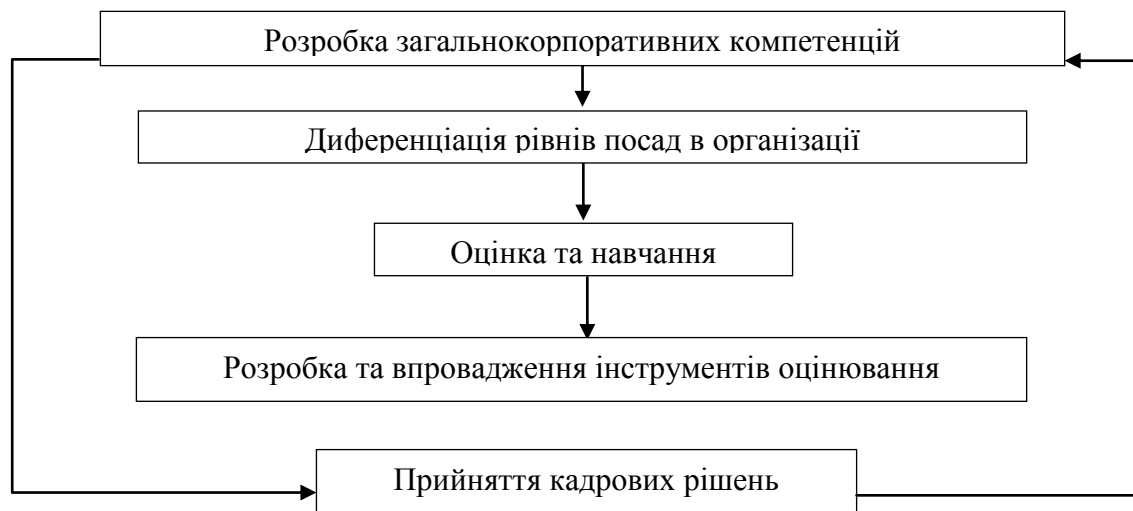 Розробка загальнокорпоративних компетенцій
Диференціація рівнів посад в організації
Оцінка та навчання
Розробка та впровадження інструментів оцінювання
Прийняття кадрових рішень